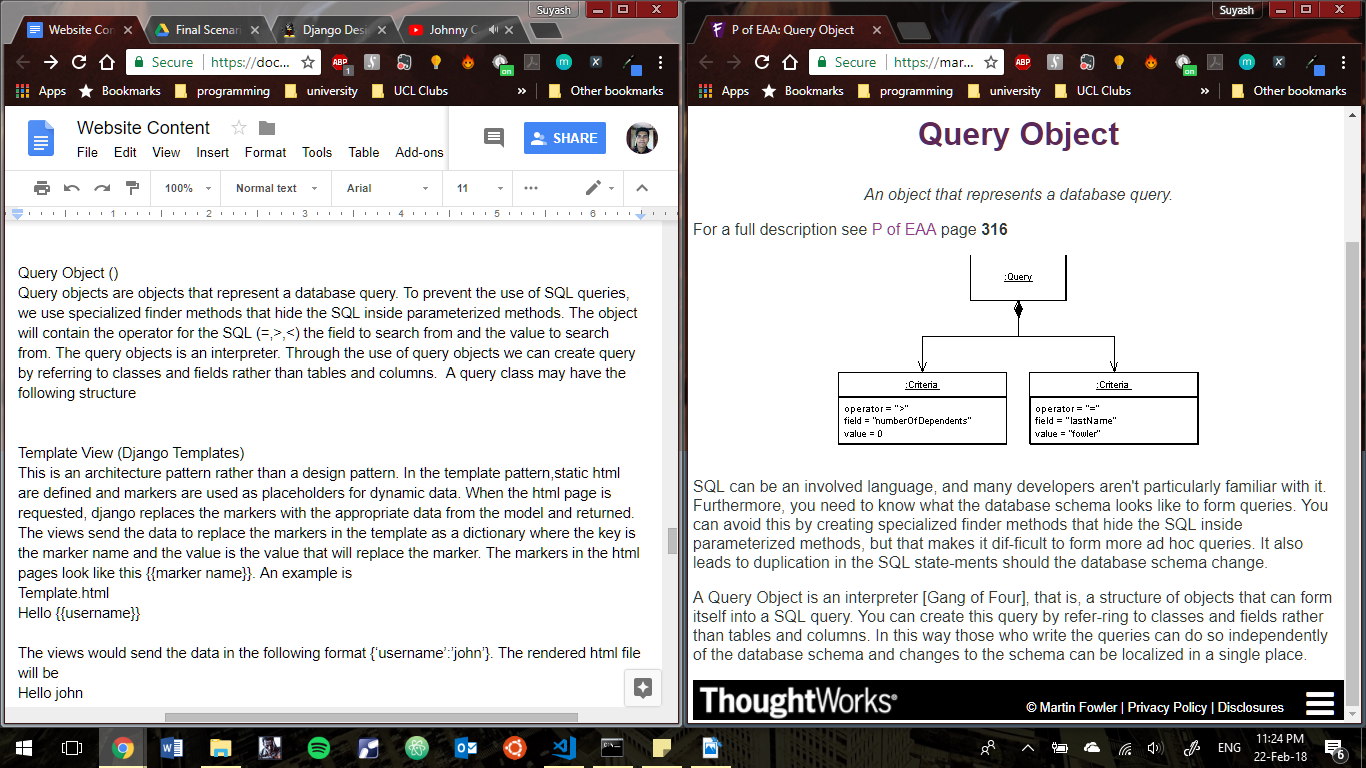 Suyash
Website Con
Final Scenari
Django Desi
Johnny C
Secure
https://doc...
ABP
1
on
m
Apps
Bookmarks
programming
university
UCL Clubs
»
Other bookmarks
Website Content
File Edit View Insert Format Tools Table Add-ons
SHARE
100%
Normal text
Arial
11
1 2 3 4 5 6
Query Object ()
Query objects are objects that represent a database query. To prevent the use of SQL queries,
we use specialized finder methods that hide the SQL inside parameterized methods. The object
will contain the operator for the SQL (=,>,<) the field to search from and the value to search
from. The query objects is an interpreter. Through the use of query objects we can create query
by referring to classes and fields rather than tables and columns.  A query class may have the
following structure
Template View (Django Templates)
This is an architecture pattern rather than a design pattern. In the template pattern,static html
are defined and markers are used as placeholders for dynamic data. When the html page is
requested, django replaces the markers with the appropriate data from the model and returned.
The views send the data to replace the markers in the template as a dictionary where the key is
the marker name and the value is the value that will replace the marker. The markers in the html
pages look like this {{marker name}}. An example is
Template.html
Hello {{username}}
The views would send the data in the following format {‘username’:’john’}. The rendered html file
will be
Hello john
Suyash
P of EAA: Query Object
Secure
https://mar...
ABP
on
m
Apps
Bookmarks
programming
university
UCL Clubs
»
Other bookmarks
Query Object
An object that represents a database query.
For a full description see P of EAA page 316
:Query
:Criteria
operator = ">"
field = "numberOfDependents"
value = 0
:Criteria
operator = "="
field = "lastName"
value = "fowler"
SQL can be an involved language, and many developers aren't particularly familiar with it.
Furthermore, you need to know what the database schema looks like to form queries. You
can avoid this by creating specialized finder methods that hide the SQL inside
parameterized methods, but that makes it dif-ficult to form more ad hoc queries. It also
leads to duplication in the SQL state-ments should the database schema change.
A Query Object is an interpreter [Gang of Four], that is, a structure of objects that can form
itself into a SQL query. You can create this query by refer-ring to classes and fields rather
than tables and columns. In this way those who write the queries can do so independently
of the database schema and changes to the schema can be localized in a single place.
ThoughtWorks®
© Martin Fowler | Privacy Policy | Disclosures
ENG
11:24 PM
22-Feb-18
6